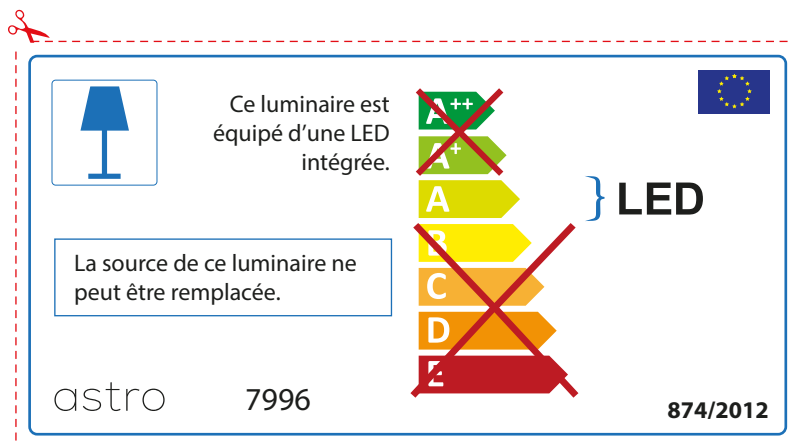 Ce luminaire est
équipé d’une LED
intégrée.
A++
A+
A
B
C
D
E
LED
La source de ce luminaire ne
peut être remplacée.
astro
7996
874/2012